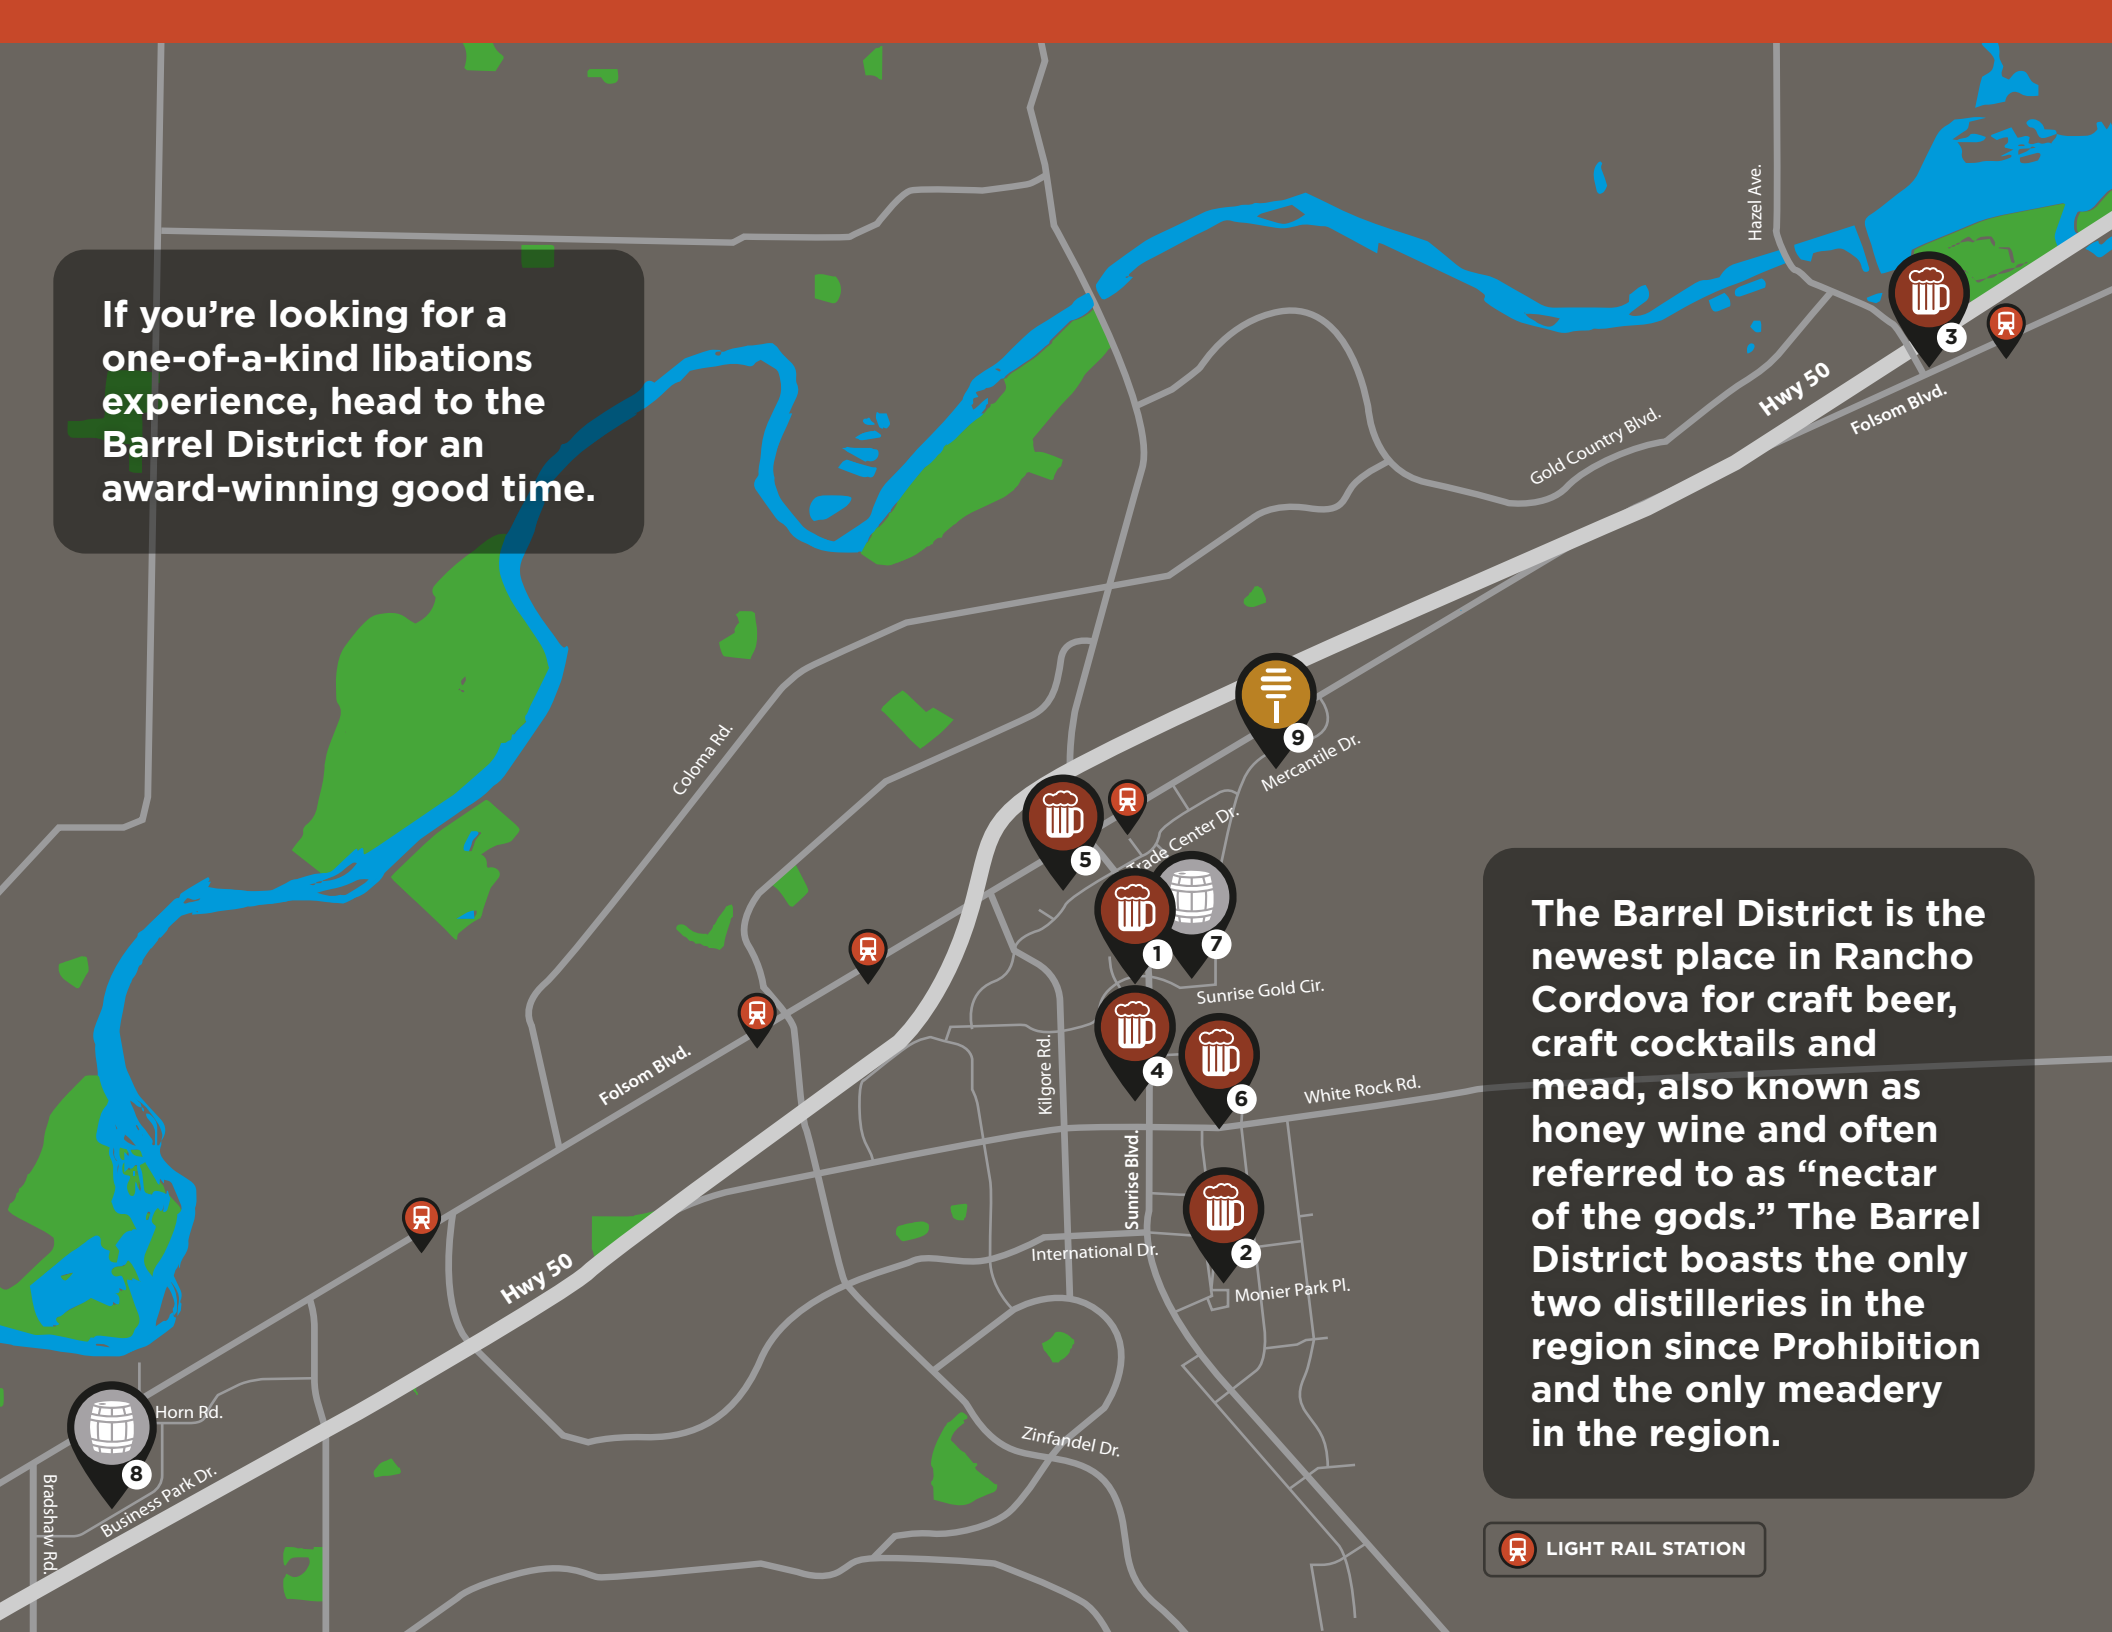 Hazel Ave.
If you’re looking for a
one-of-a-kind libations
experience, head to the
Barrel District for an
award-winning good time.
3
Hwy 50
Folsom Blvd.
Gold Country Blvd.
Coloma Rd.
9
Mercantile Dr.
5
Trade Center Dr.
1
7
Sunrise Gold Cir.
4
6
Kilgore Rd.
White Rock Rd.
Folsom Blvd.
Sunrise Blvd.
International Dr.
2
Monier Park Pl.
Hwy 50
Horn Rd.
8
Business Park Dr.
Bradshaw Rd.
Zinfandel Dr.
The Barrel District is the
newest place in Rancho
Cordova for craft beer,
craft cocktails and
mead, also known as
honey wine and often
referred to as “nectar
of the gods.” The Barrel
District boasts the only
two distilleries in the
region since Prohibition
and the only meadery
in the region.
LIGHT RAIL STATION